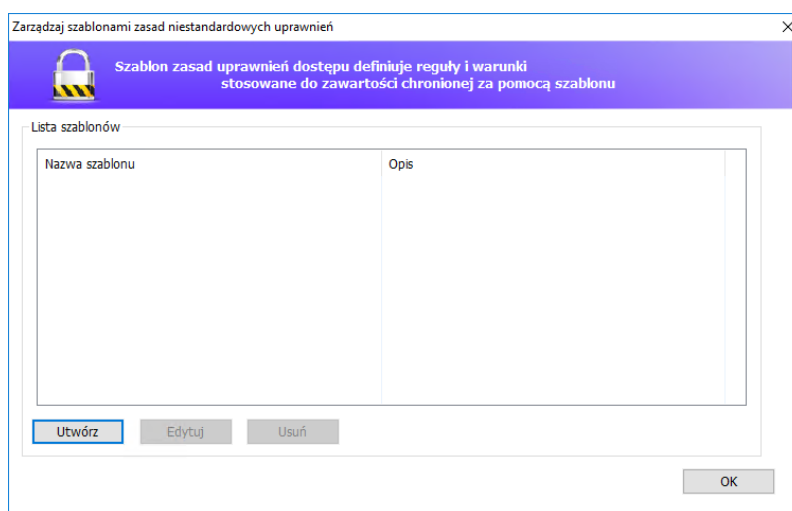 Zarządzaj szablonami zasad niestandardowych uprawnień
Szablon zasad uprawnień dostępu definiuje reguły i warunki
stosowane do zawartości chronionej za pomocą szablonu
Lista szablonów
Nazwa szablonu Opis
Utwórz Edytuj Usuń
OK